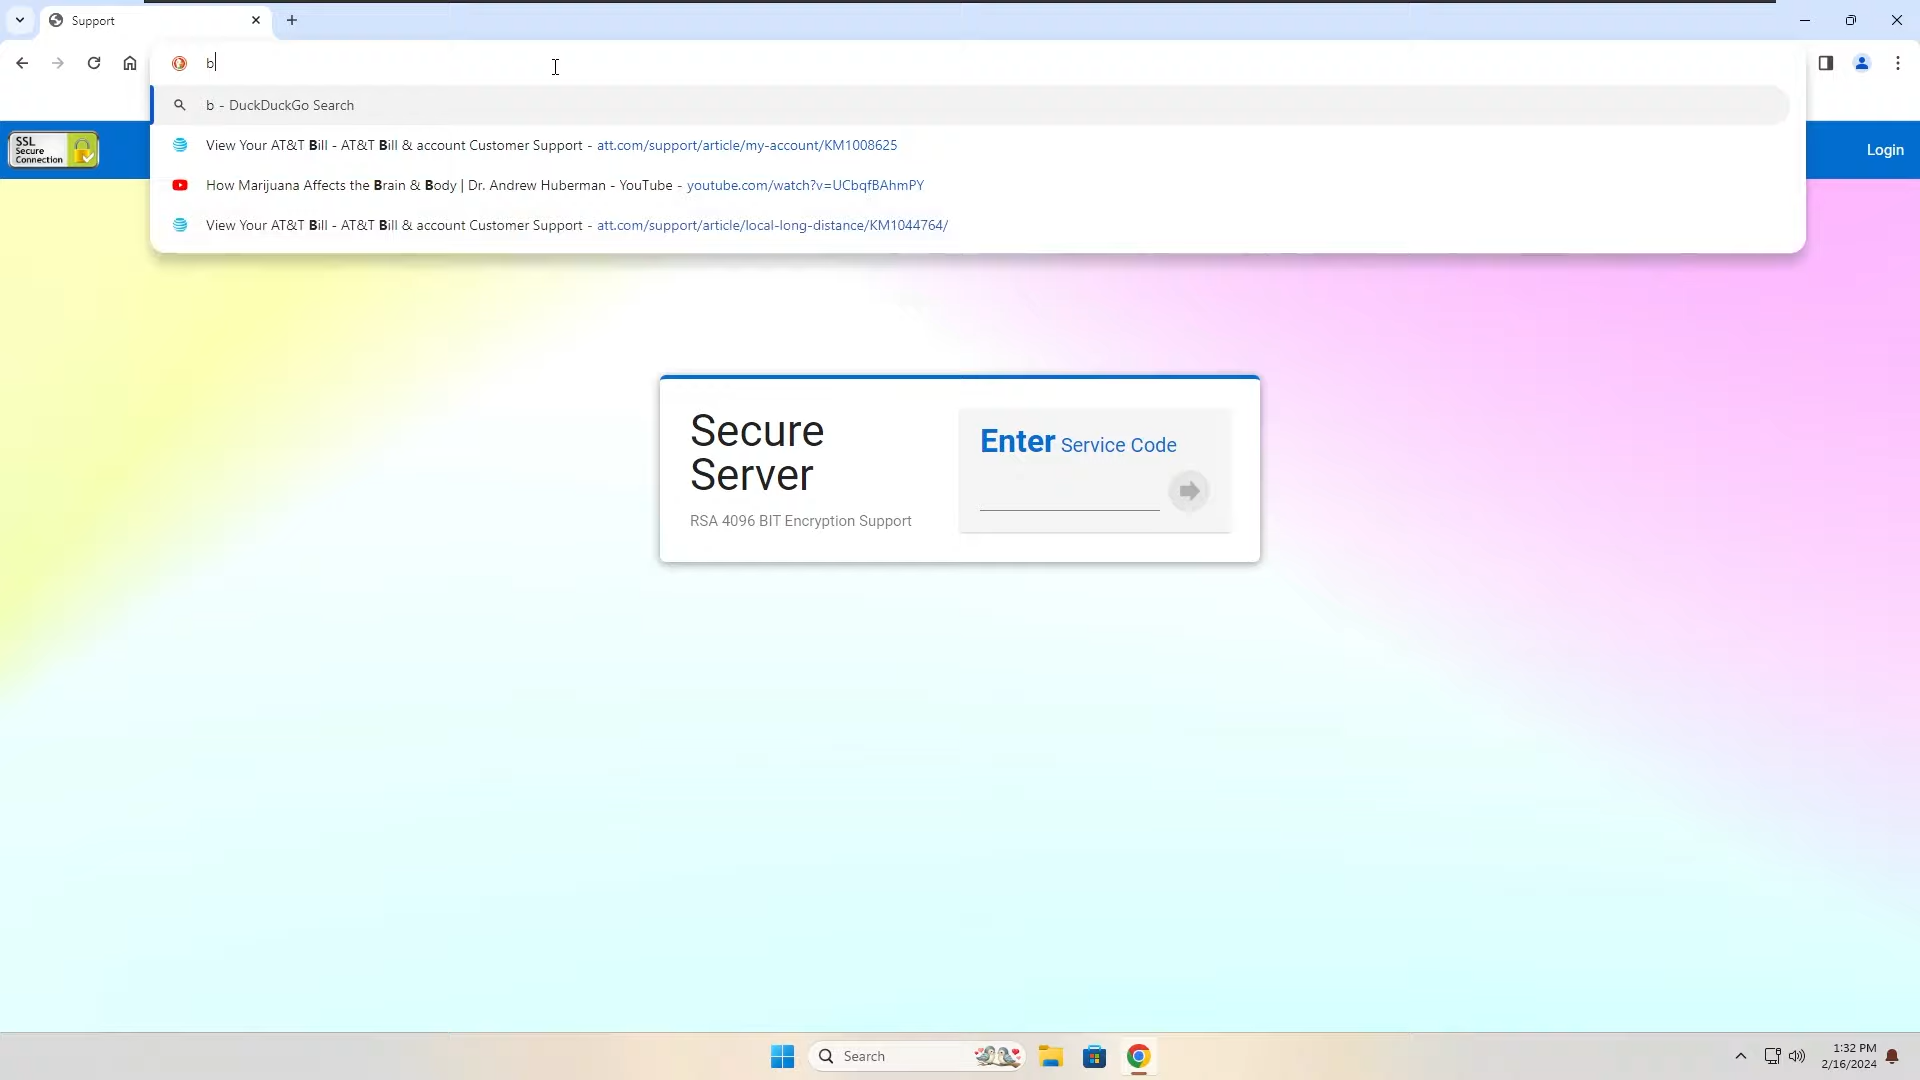 Support
b
b - DuckDuckGo Search
View Your AT&T Bill - AT&T Bill & account Customer Support - att.com/support/article/my-account/KM1008625
How Marijuana Affects the Brain & Body | Dr. Andrew Huberman - YouTube - youtube.com/watch?v=UCbqfBAhmPY
View Your AT&T Bill - AT&T Bill & account Customer Support - att.com/support/article/local-long-distance/KM1044764/
SSL
Secure
Connection
Login
Secure
Server
RSA 4096 BIT Encryption Support
Enter Service Code
Search
1:32 PM
2/16/2024